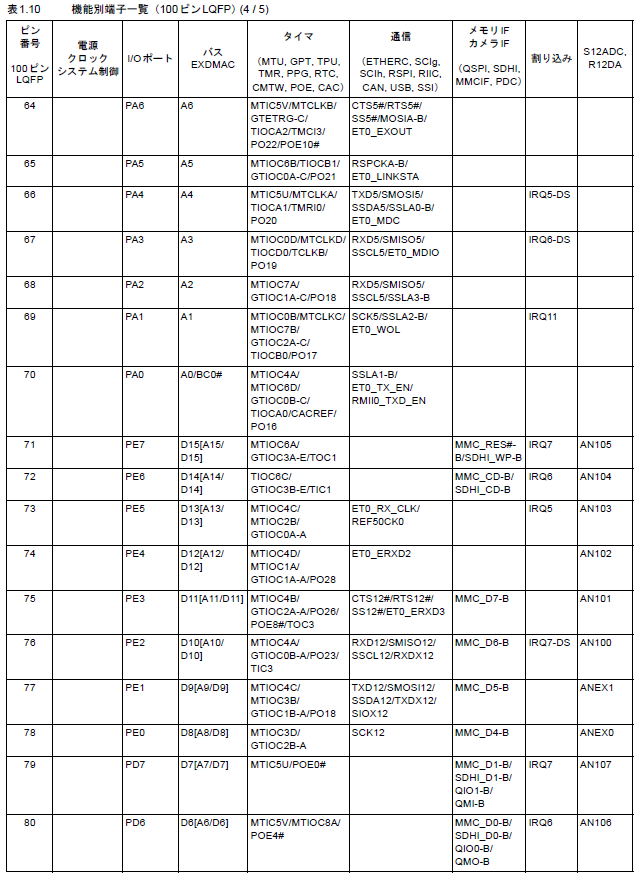 表1.10 機能別端子一覧 (100ピンLQFP) (4 / 5)
ピン番号 100ピンLQFP | 電源 クロック システム制御 | I/Oポート | バス EXDMAC | タイマ (MTU, GPT, TPU, TMR, PPG, RTC, CMTW, POE, CAC) | 通信 (ETHERC, SCIg, SCIh, RSPI, RIIC, CAN, USB, SSI) | メモリIF カメラIF (QSPI, SDHI, MMCIF, PDC) | 割り込み | S12ADC, R12DA
64 | | PA6 | A6 | MTIC5V/MTCLKB/GTETRG-C/TIOCA2/TMCI3/PO22/POE10# | CTS5#/RTS5#/SS5#/MOSIA-B/ET0_EXOUT | | |
65 | | PA5 | A5 | MTIOC6B/TIOCB1/GTIOC0A-C/PO21 | RSPCKA-B/ET0_LINKSTA | | |
66 | | PA4 | A4 | MTIC5U/MTCLKA/TIOCA1/TMRI0/PO20 | TXD5/SMOSI5/SSDA5/SSLA0-B/ET0_MDC | | IRQ5-DS |
67 | | PA3 | A3 | MTIOC0D/MTCLKD/TIOCD0/TCLKB/PO19 | RXD5/SMISO5/SSCL5/ET0_MDIO | | IRQ6-DS |
68 | | PA2 | A2 | MTIOC7A/GTIOC1A-C/PO18 | RXD5/SMISO5/SSCL5/SSLA3-B | | |
69 | | PA1 | A1 | MTIOC0B/MTCLKC/MTIOC7B/GTIOC2A-C/TIOCB0/PO17 | SCK5/SSLA2-B/ET0_WOL | | IRQ11 |
70 | | PA0 | A0/BC0# | MTIOC4A/MTIOC6D/GTIOC0B-C/TIOCA0/CACREF/PO16 | SSLA1-B/ET0_TX_EN/RMII0_TXD_EN | | |
71 | | PE7 | D15[A15/D15] | MTIOC6A/GTIOC3A-E/TOC1 | | MMC_RES#-B/SDHI_WP-B | IRQ7 | AN105
72 | | PE6 | D14[A14/D14] | TIOC6C/GTIOC3B-E/TIC1 | | MMC_CD-B/SDHI_CD-B | IRQ6 | AN104
73 | | PE5 | D13[A13/D13] | MTIOC4C/MTIOC2B/GTIOC0A-A | ET0_RX_CLK/REF50CK0 | | IRQ5 | AN103
74 | | PE4 | D12[A12/D12] | MTIOC4D/MTIOC1A/GTIOC1A-A/PO28 | ET0_ERXD2 | | | AN102
75 | | PE3 | D11[A11/D11] | MTIOC4B/GTIOC2A-A/PO26/POE8#/TOC3 | CTS12#/RTS12#/SS12#/ET0_ERXD3 | MMC_D7-B | | AN101
76 | | PE2 | D10[A10/D10] | MTIOC4A/GTIOC0B-A/PO23/TIC3 | RXD12/SMISO12/SSCL12/RXDX12 | MMC_D6-B | IRQ7-DS | AN100
77 | | PE1 | D9[A9/D9] | MTIOC4C/MTIOC3B/GTIOC1B-A/PO18 | TXD12/SMOSI12/SSDA12/TXDX12/SIOX12 | MMC_D5-B | | ANEX1
78 | | PE0 | D8[A8/D8] | MTIOC3D/GTIOC2B-A | SCK12 | MMC_D4-B | | ANEX0
79 | | PD7 | D7[A7/D7] | MTIC5U/POE0# | | MMC_D1-B/SDHI_D1-B/QIO1-B/QMI-B | IRQ7 | AN107
80 | | PD6 | D6[A6/D6] | MTIC5V/MTIOC8A/POE4# | | MMC_D0-B/SDHI_D0-B/QIO0-B/QMO-B | IRQ6 | AN106